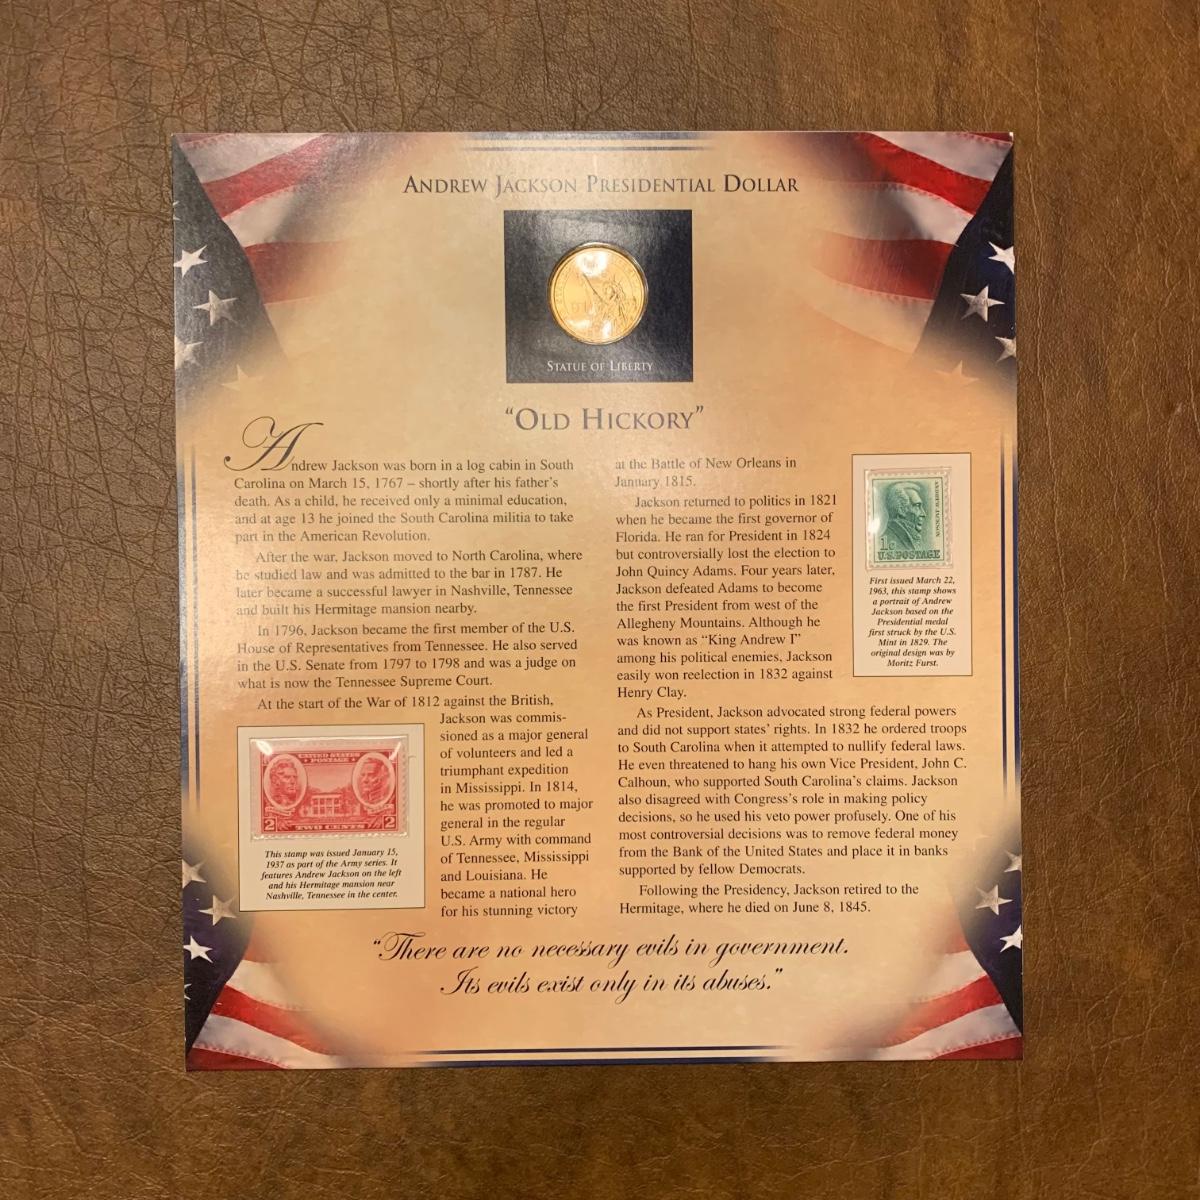 ANDREW JACKSON PRESIDENTIAL DOLLAR
STATUE OF LIBERTY
“OLD HICKORY”
Andrew Jackson was born in a log cabin in South
Carolina on March 15, 1767 – shortly after his father’s
death. As a child, he received only a minimal education,
and at age 13 he joined the South Carolina militia to take
part in the American Revolution.
After the war, Jackson moved to North Carolina, where
he studied law and was admitted to the bar in 1787. He
later became a successful lawyer in Nashville, Tennessee
and built his Hermitage mansion nearby.
In 1796, Jackson became the first member of the U.S.
House of Representatives from Tennessee. He also served
in the U.S. Senate from 1797 to 1798 and was a judge on
what is now the Tennessee Supreme Court.
At the start of the War of 1812 against the British,
Jackson was commis-
sioned as a major general
of volunteers and led a
triumphant expedition
in Mississippi. In 1814,
he was promoted to major
general in the regular
U.S. Army with command
of Tennessee, Mississippi
and Louisiana. He
became a national hero
for his stunning victory
UNITED STATES
POSTAGE
2 TWO CENTS 2
This stamp was issued January 15,
1937 as part of the Army series. It
features Andrew Jackson on the left
and his Hermitage mansion near
Nashville, Tennessee in the center.
at the Battle of New Orleans in
January 1815.
Jackson returned to politics in 1821
when he became the first governor of
Florida. He ran for President in 1824
but controversially lost the election to
John Quincy Adams. Four years later,
Jackson defeated Adams to become
the first President from west of the
Allegheny Mountains. Although he
was known as “King Andrew I”
among his political enemies, Jackson
easily won reelection in 1832 against
Henry Clay.
As President, Jackson advocated strong federal powers
and did not support states’ rights. In 1832 he ordered troops
to South Carolina when it attempted to nullify federal laws.
He even threatened to hang his own Vice President, John C.
Calhoun, who supported South Carolina’s claims. Jackson
also disagreed with Congress’s role in making policy
decisions, so he used his veto power profusely. One of his
most controversial decisions was to remove federal money
from the Bank of the United States and place it in banks
supported by fellow Democrats.
Following the Presidency, Jackson retired to the
Hermitage, where he died on June 8, 1845.
ANDREW JACKSON
1c
U.S. POSTAGE
First issued March 22,
1963, this stamp shows
a portrait of Andrew
Jackson based on the
Presidential medal
first struck by the U.S.
Mint in 1829. The
original design was by
Moritz Furst.
“There are no necessary evils in government.
Its evils exist only in its abuses.”